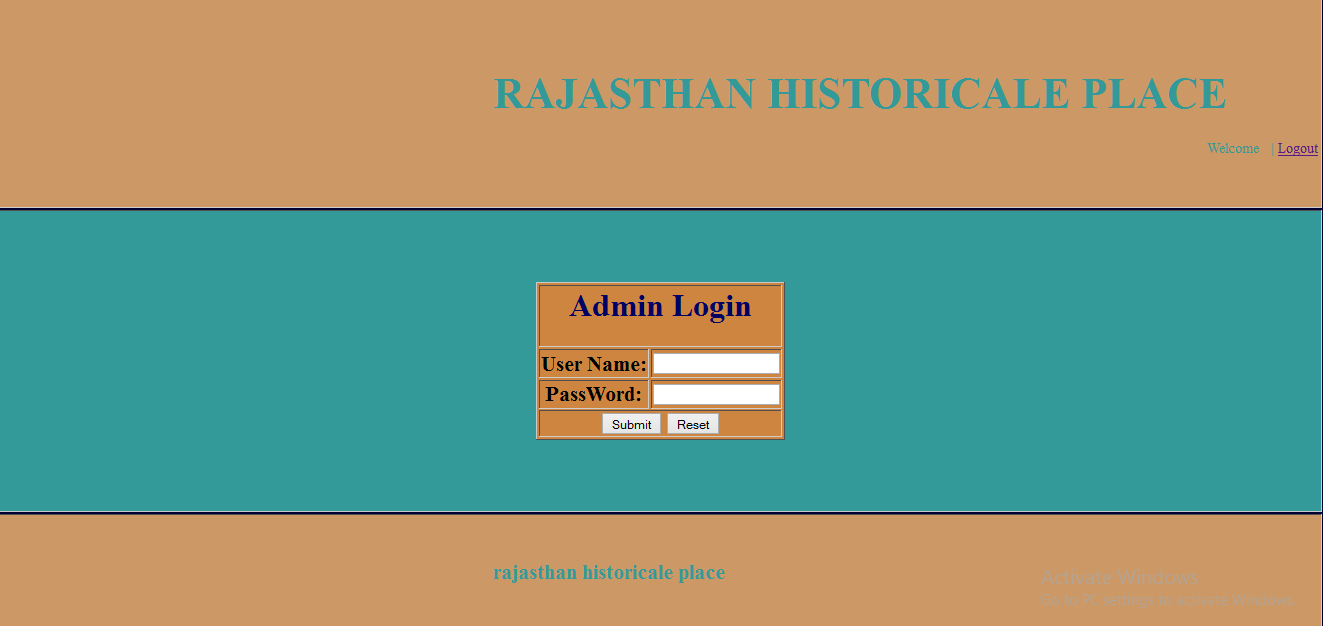 RAJASTHAN HISTORICALE PLACE
Welcome | Logout
Admin Login
User Name:
PassWord:
Submit Reset
rajasthan historicale place
Activate Windows
Go to PC settings to activate Windows.